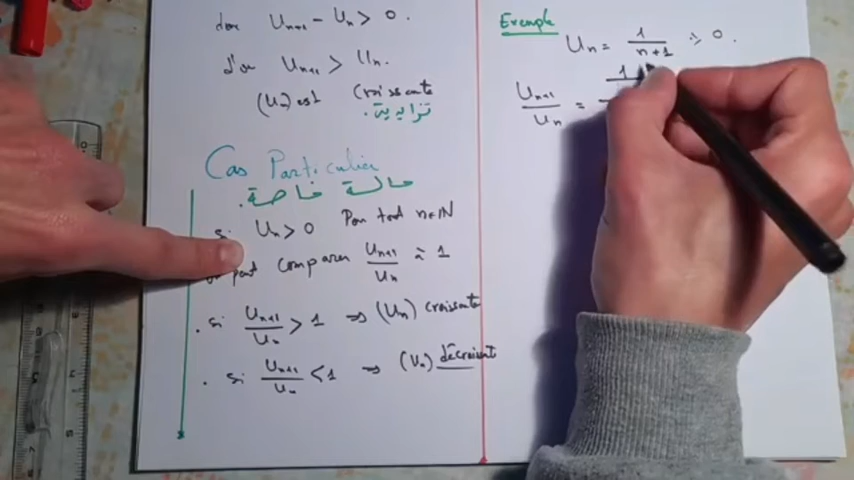 donc Un+1 - Un > 0.
d'où Un+1 > Un.
(Un) est Croissante
تزايدية.
Cas Particulier
حالة خاصة.
si Un > 0 Pour tout n∈ℕ
on peut comparer Un+1/Un à 1
. si Un+1/Un > 1 ⇒ (Un) croissante
. si Un+1/Un < 1 ⇒ (Un) décroissante
Exemple
Un = 1/(n+1) > 0.
Un+1/Un = 1